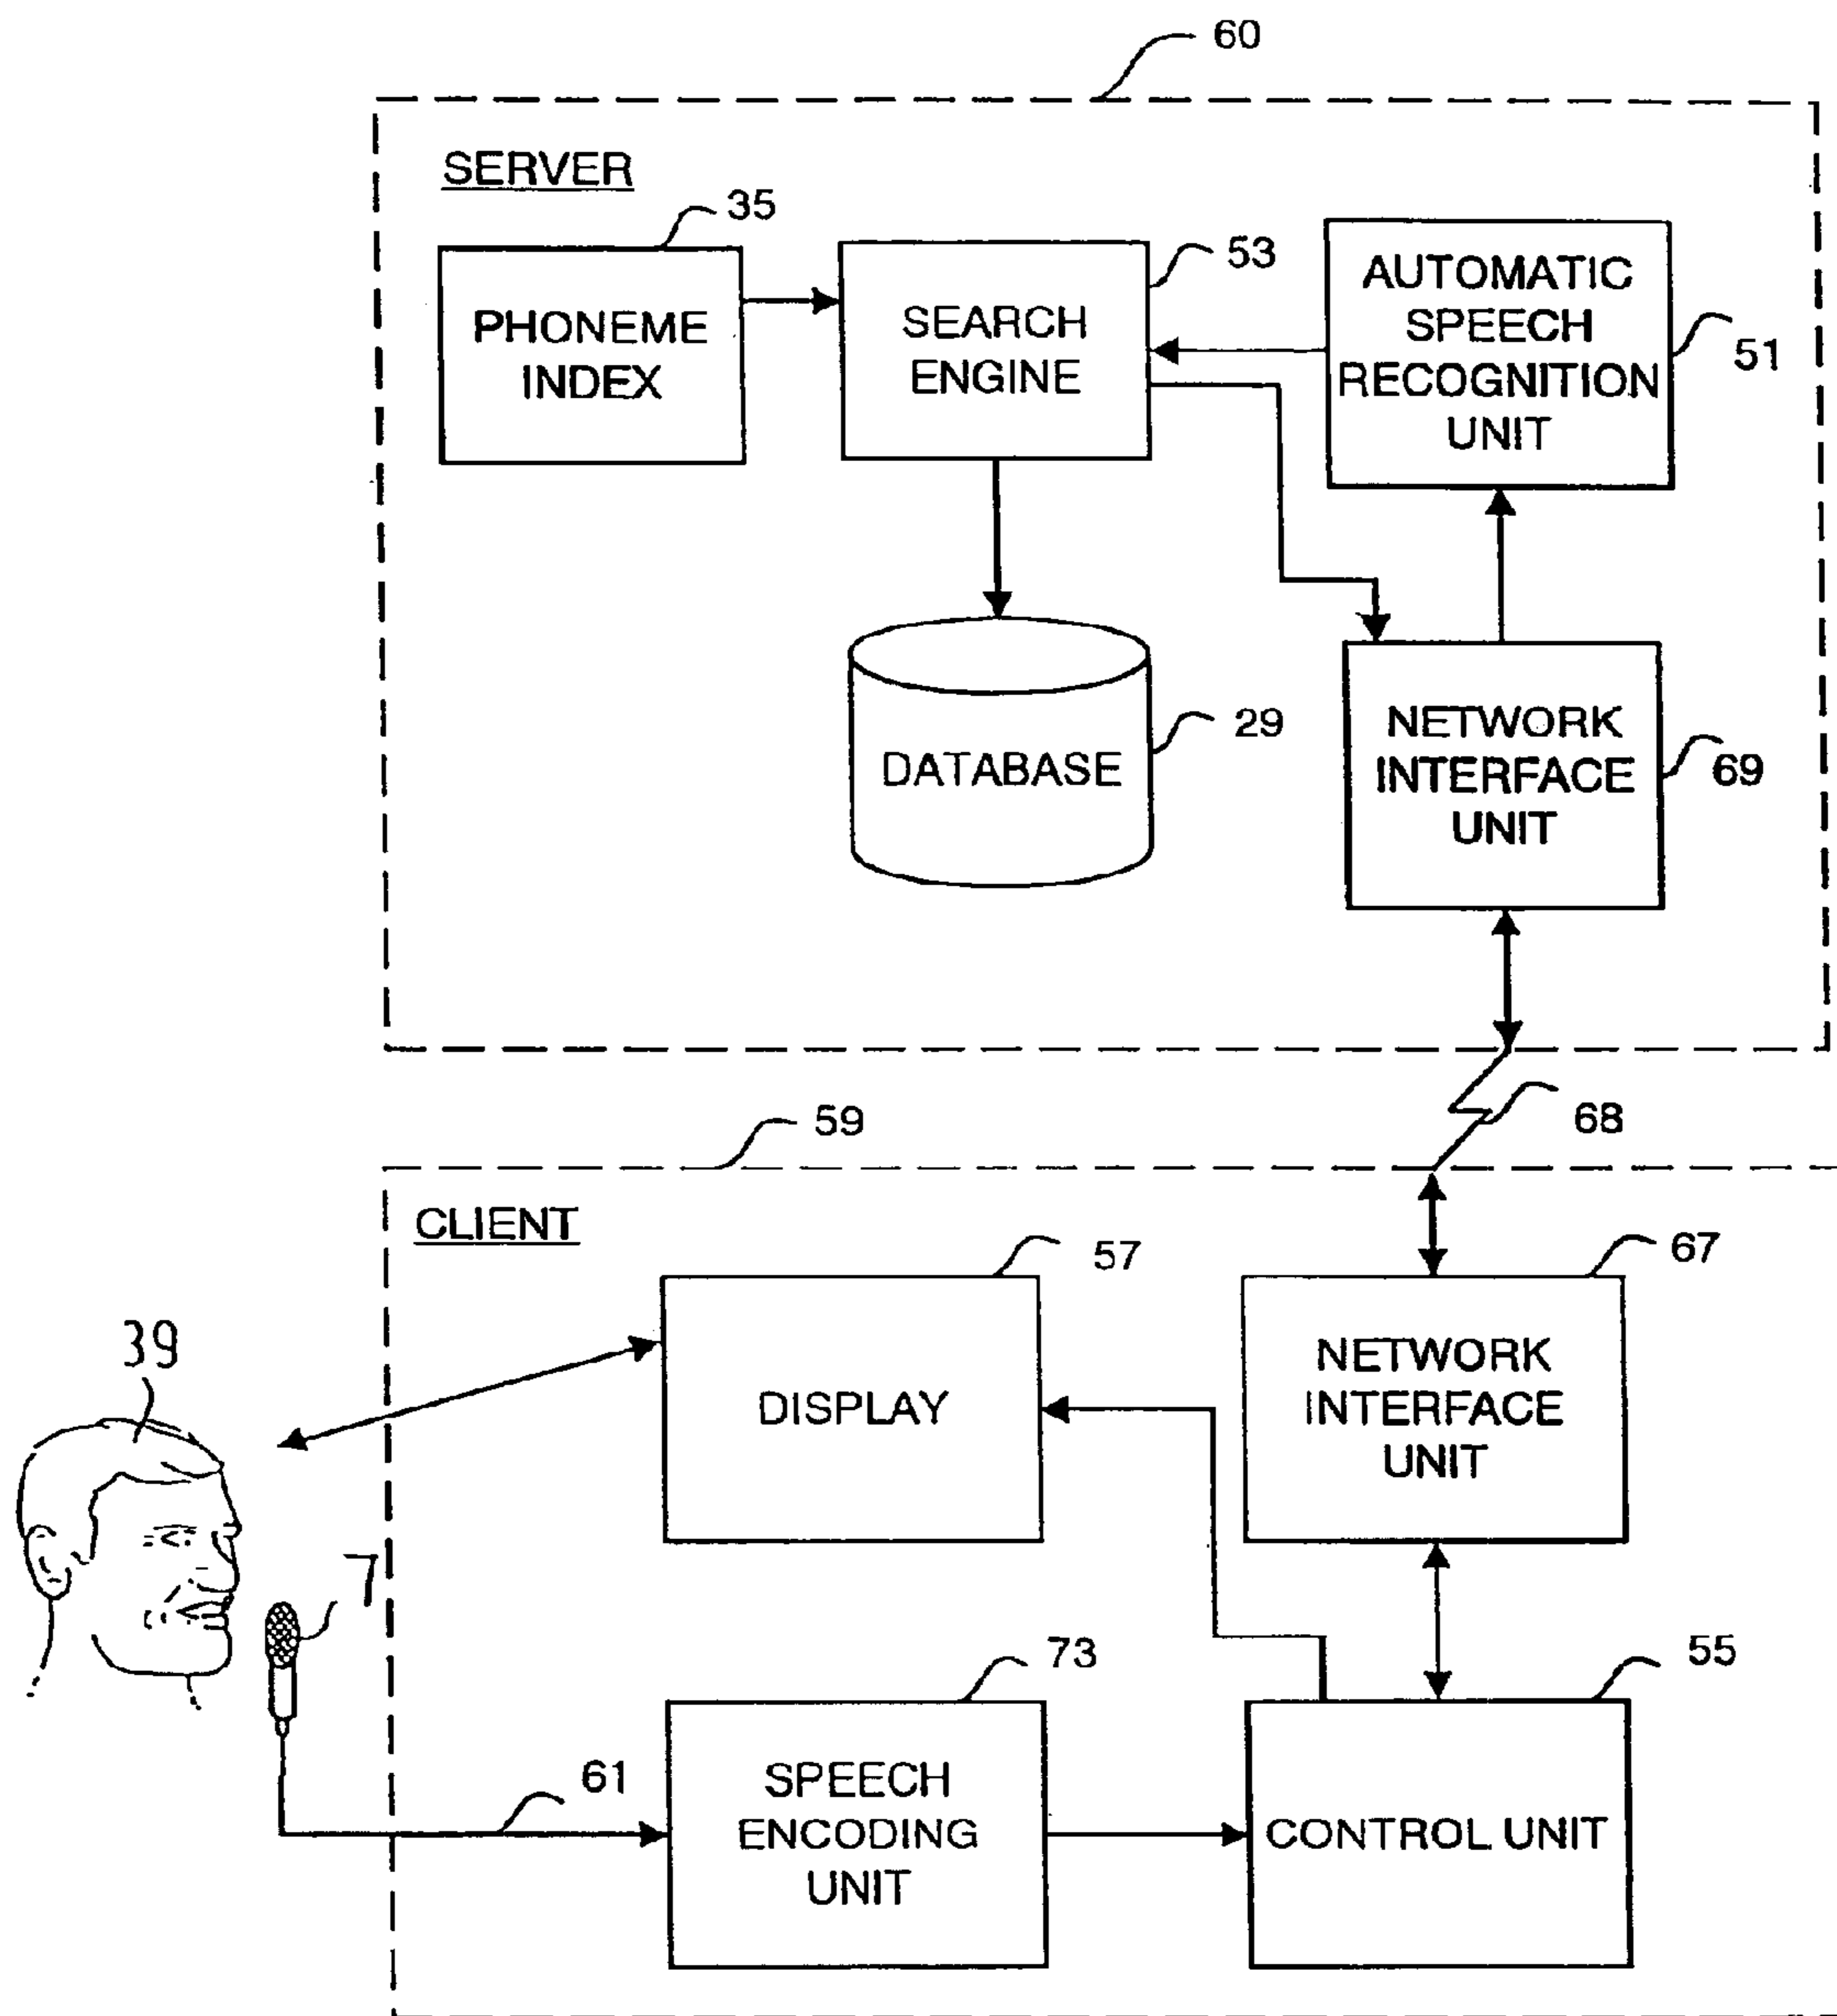 60
SERVER
35
PHONEME
INDEX
53
SEARCH
ENGINE
AUTOMATIC
SPEECH
RECOGNITION
UNIT
51
DATABASE
29
NETWORK
INTERFACE
UNIT
69
68
59
CLIENT
57
DISPLAY
67
NETWORK
INTERFACE
UNIT
39
7
61
73
SPEECH
ENCODING
UNIT
55
CONTROL UNIT